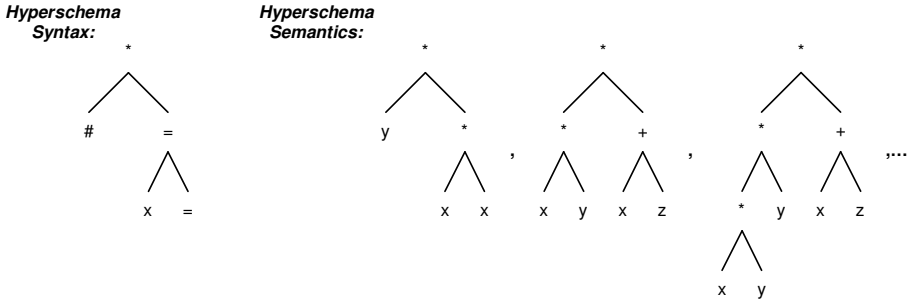 Hyperschema Hyperschema
Syntax: Semantics:
* * * *
# = y * , * + , * + ,...
x = x x x y x z * y x z
x y